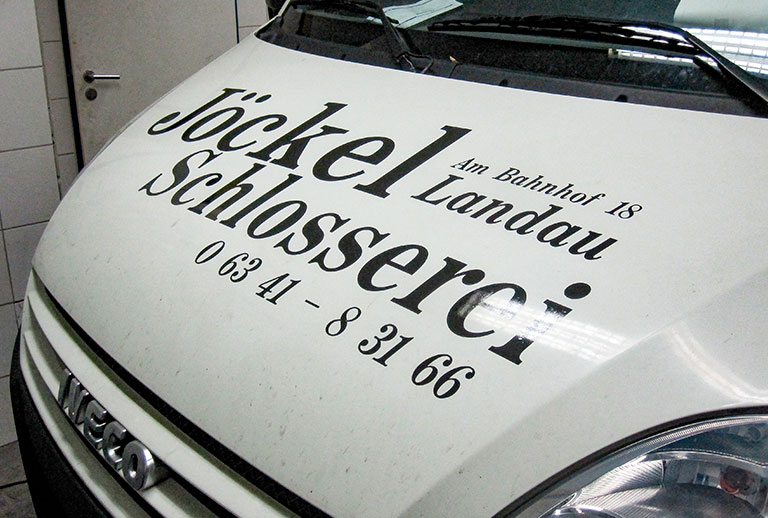 Jöckel
Am Bahnhof 18
Landau
Schlosserei
0 63 41 – 8 31 66
IVECO